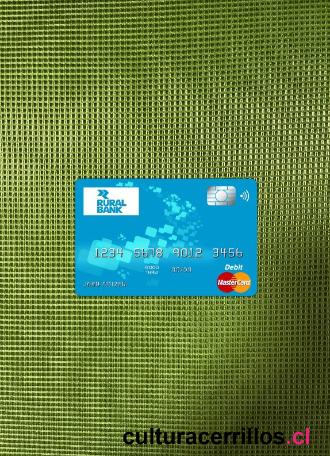 RURAL
BANK
1234 5678 9012 3456
Debit
MasterCard
culturacerrillos.cl